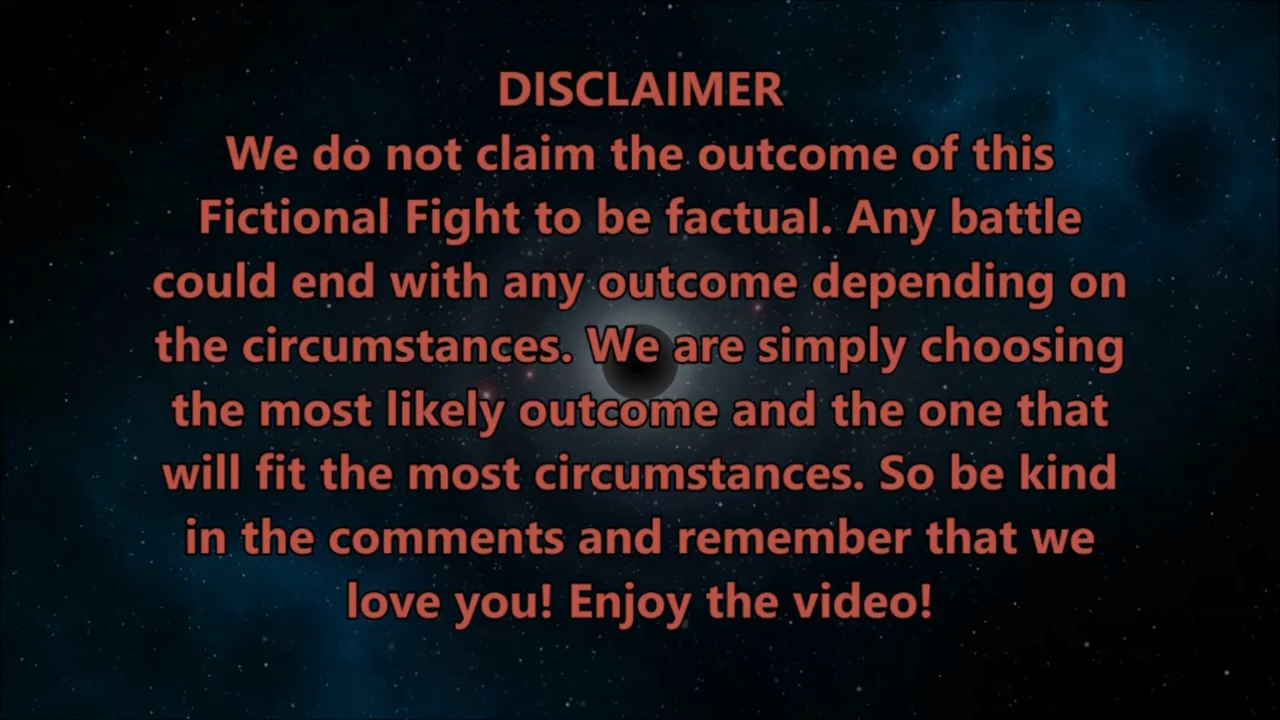 DISCLAIMER
We do not claim the outcome of this
Fictional Fight to be factual. Any battle
could end with any outcome depending on
the circumstances. We are simply choosing
the most likely outcome and the one that
will fit the most circumstances. So be kind
in the comments and remember that we
love you! Enjoy the video!